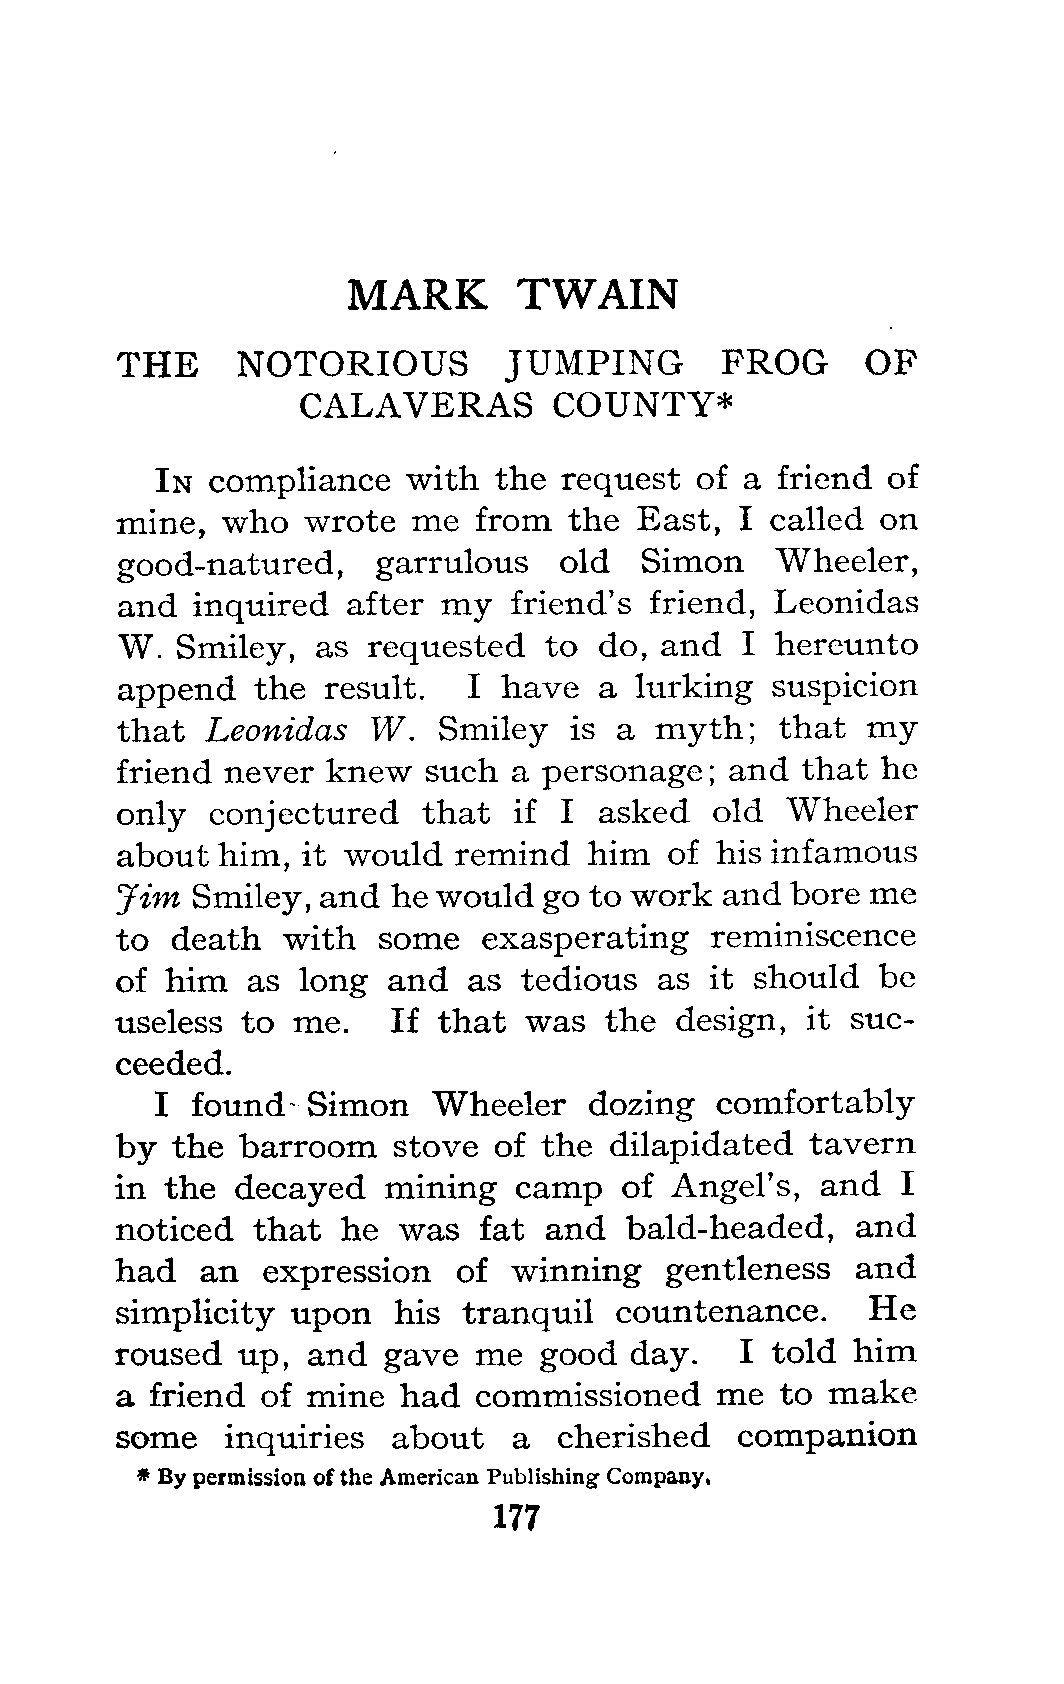 MARK TWAIN
THE NOTORIOUS JUMPING FROG OF
CALAVERAS COUNTY*
In compliance with the request of a friend of
mine, who wrote me from the East, I called on
good-natured, garrulous old Simon Wheeler,
and inquired after my friend's friend, Leonidas
W. Smiley, as requested to do, and I hereunto
append the result. I have a lurking suspicion
that Leonidas W. Smiley is a myth; that my
friend never knew such a personage; and that he
only conjectured that if I asked old Wheeler
about him, it would remind him of his infamous
Jim Smiley, and he would go to work and bore me
to death with some exasperating reminiscence
of him as long and as tedious as it should be
useless to me. If that was the design, it suc-
ceeded.
I found Simon Wheeler dozing comfortably
by the barroom stove of the dilapidated tavern
in the decayed mining camp of Angel's, and I
noticed that he was fat and bald-headed, and
had an expression of winning gentleness and
simplicity upon his tranquil countenance. He
roused up, and gave me good day. I told him
a friend of mine had commissioned me to make
some inquiries about a cherished companion
* By permission of the American Publishing Company.
177